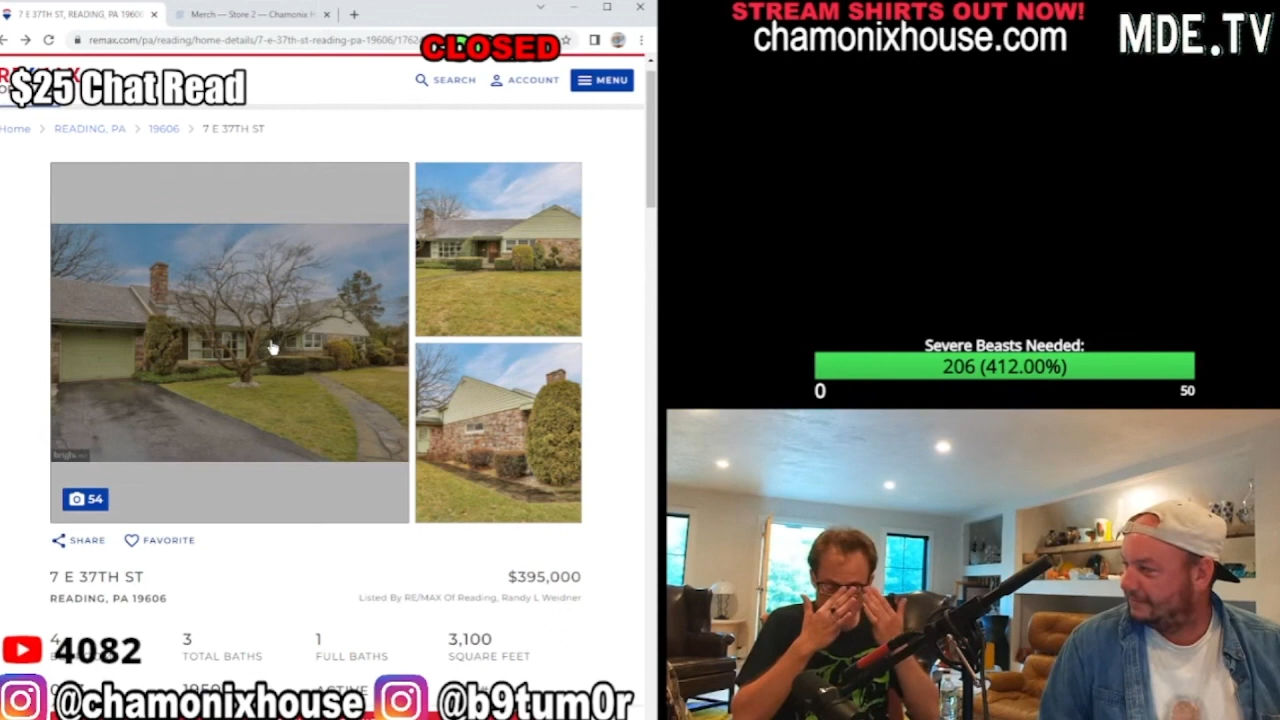 7 E 37TH ST, READING, PA 19606
Merch — Store 2 — Chamonix H
remax.com/pa/reading/home-details/7-e-37th-st-reading-pa-19606/1762
CLOSED
$25 Chat Read
SEARCH
ACCOUNT
MENU
Home > READING, PA > 19606 > 7 E 37TH ST
54
SHARE
FAVORITE
7 E 37TH ST
$395,000
READING, PA 19606
Listed By RE/MAX Of Reading, Randy L Weidner
4
3
1
3,100
TOTAL BATHS
FULL BATHS
SQUARE FEET
4082
@chamonixhouse
@b9tum0r
STREAM SHIRTS OUT NOW!
chamonixhouse.com
MDE.TV
Severe Beasts Needed:
206 (412.00%)
0
50